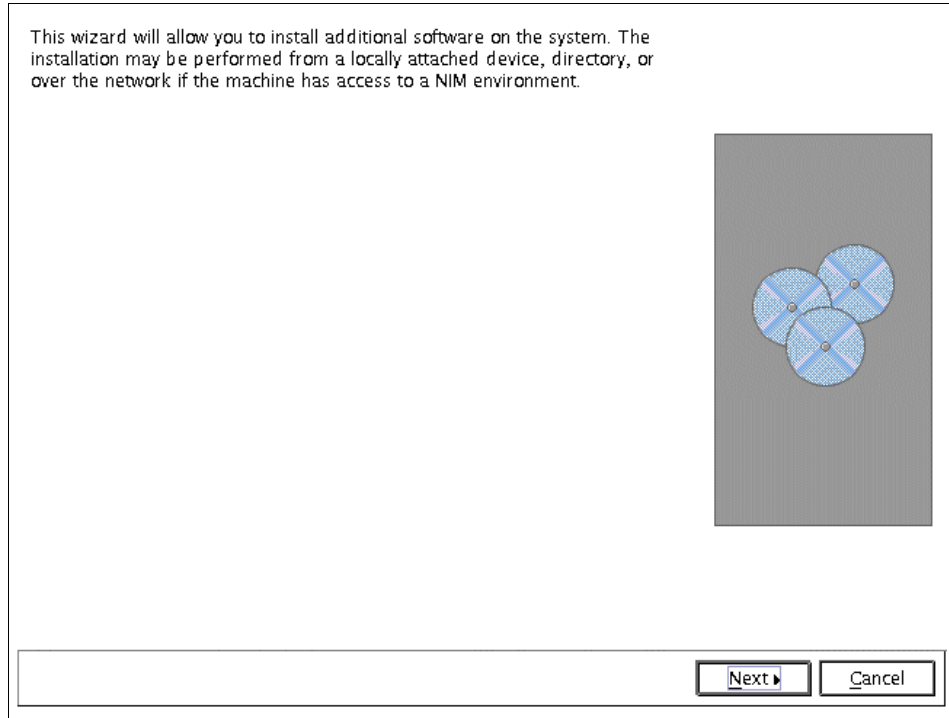 This wizard will allow you to install additional software on the system. The
installation may be performed from a locally attached device, directory, or
over the network if the machine has access to a NIM environment.
Next
Cancel